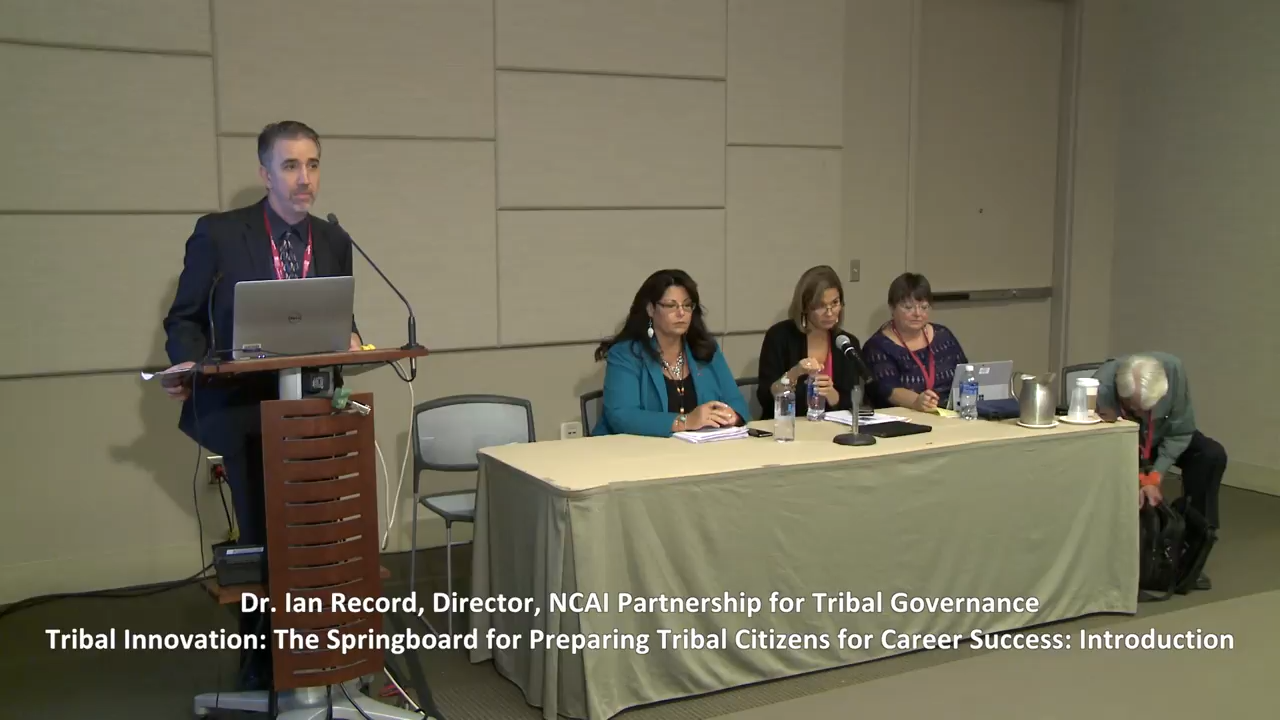 Dr. Ian Record, Director, NCAI Partnership for Tribal Governance
Tribal Innovation: The Springboard for Preparing Tribal Citizens for Career Success: Introduction